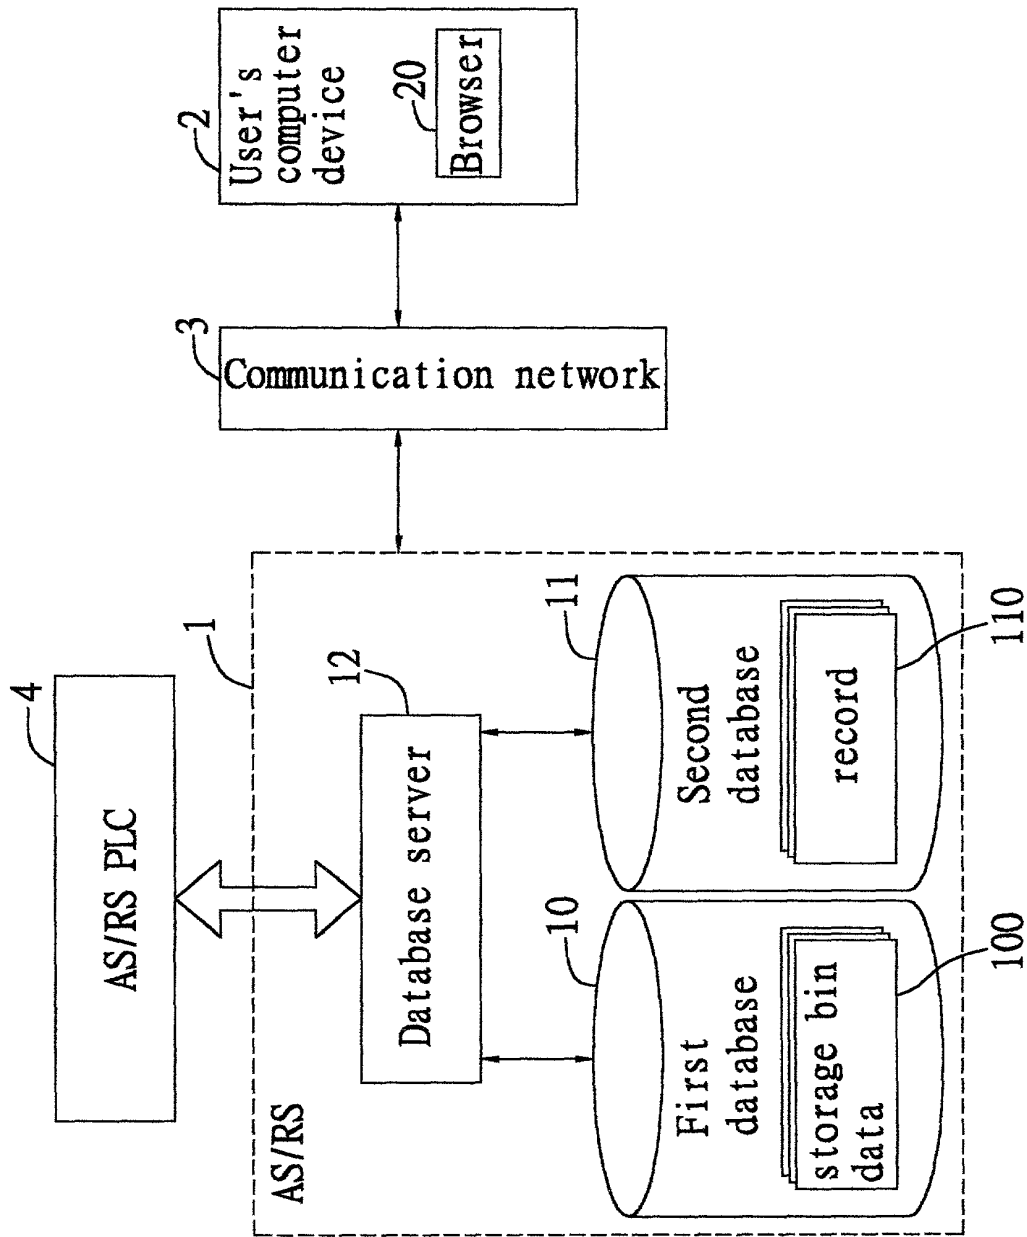 4
AS/RS PLC
1
AS/RS
12
Database server
10
First
database
storage bin
data
100
11
Second
database
record
110
3
Communication network
2
User's
computer
device
20
Browser